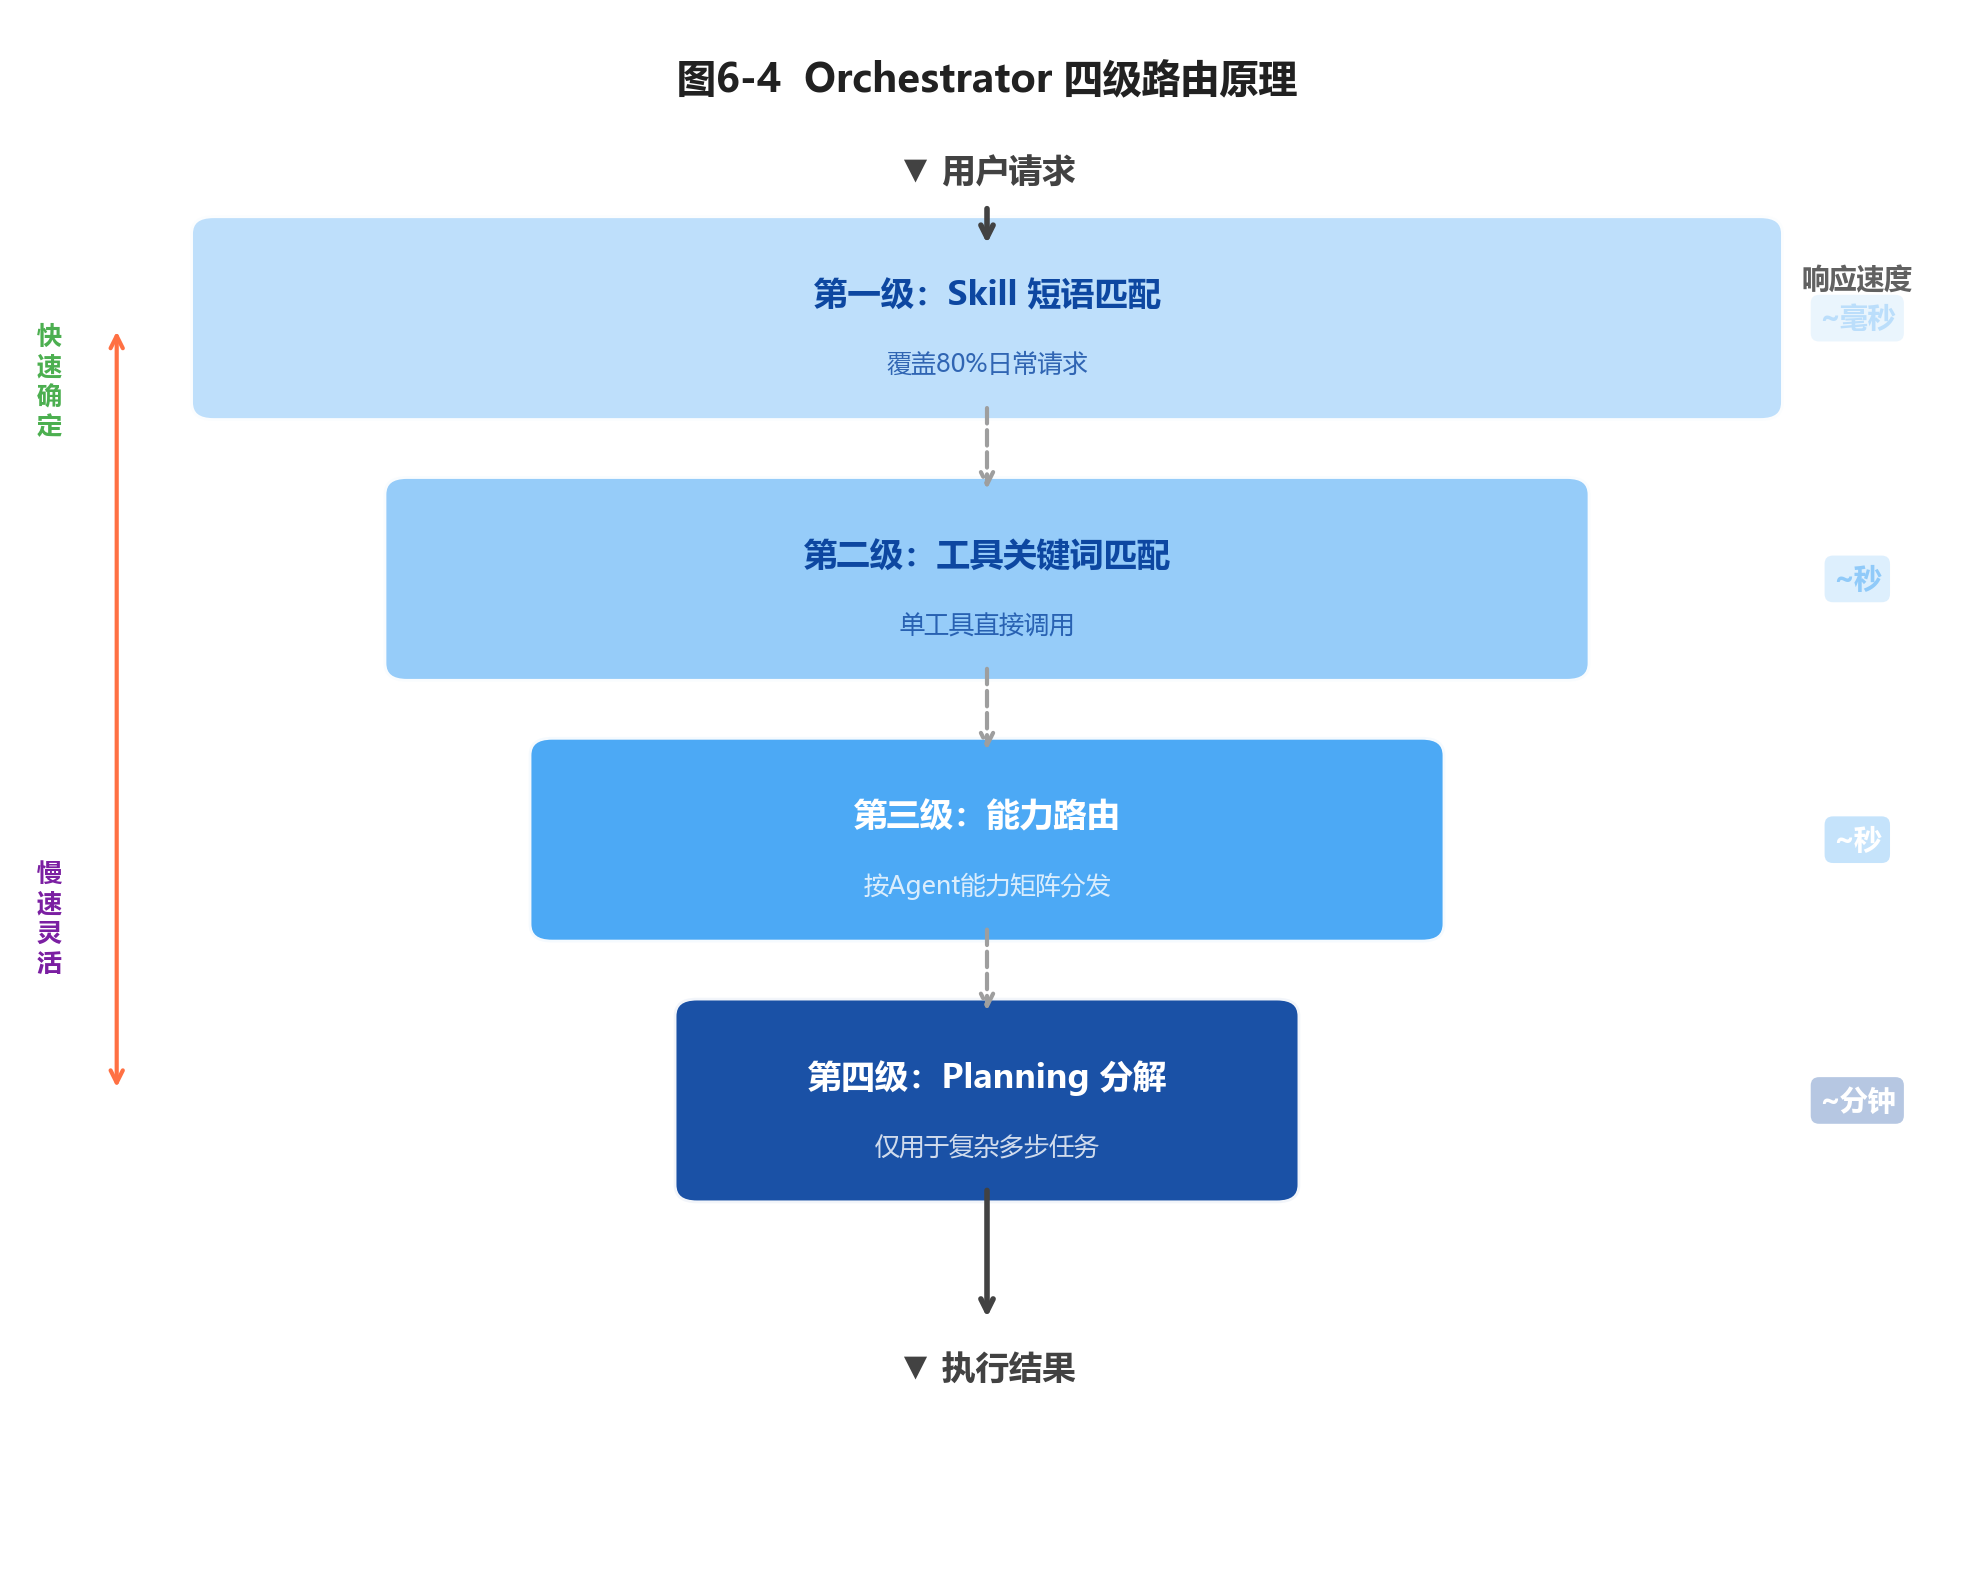 图6-4 Orchestrator 四级路由原理
▼ 用户请求
第一级：Skill 短语匹配
覆盖80%日常请求
响应速度
~毫秒
快速确定
第二级：工具关键词匹配
单工具直接调用
~秒
第三级：能力路由
按Agent能力矩阵分发
~秒
慢速灵活
第四级：Planning 分解
仅用于复杂多步任务
~分钟
▼ 执行结果